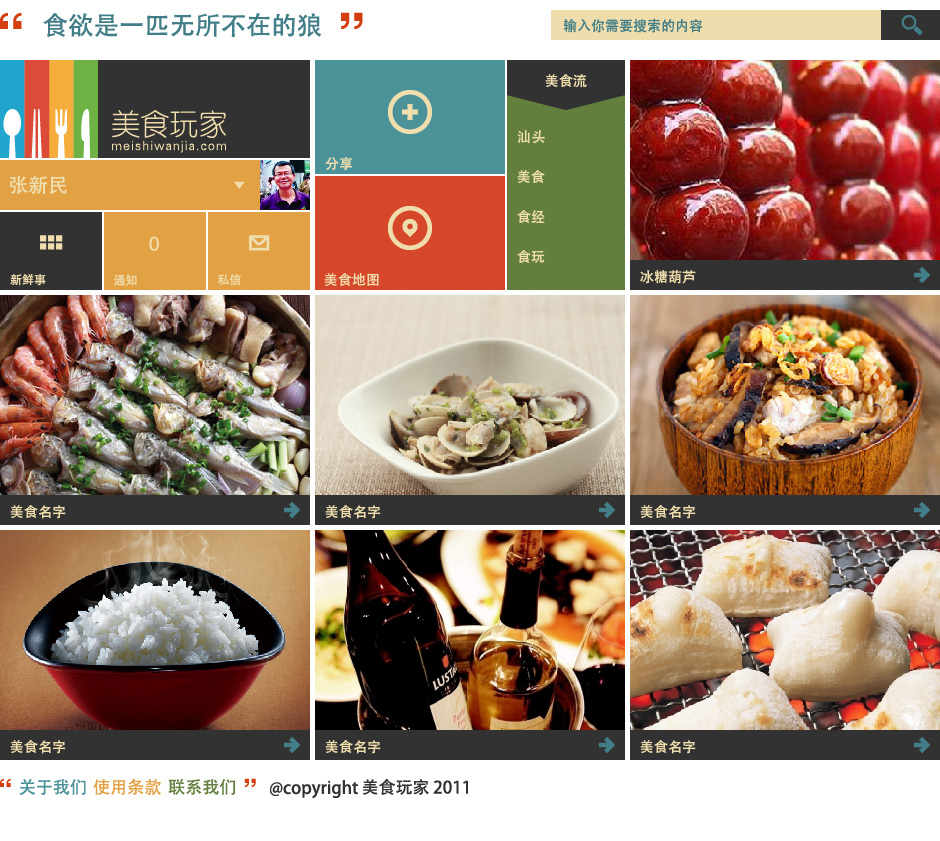 “ 食欲是一匹无所不在的狼 ”
输入你需要搜索的内容
美食玩家
meishiwanjia.com
张新民
新鲜事
0
通知
私信
分享
美食地图
美食流
汕头
美食
食经
食玩
冰糖葫芦
美食名字
美食名字
美食名字
LUSTA
美食名字
美食名字
美食名字
“ 关于我们 使用条款 联系我们 ” @copyright 美食玩家 2011